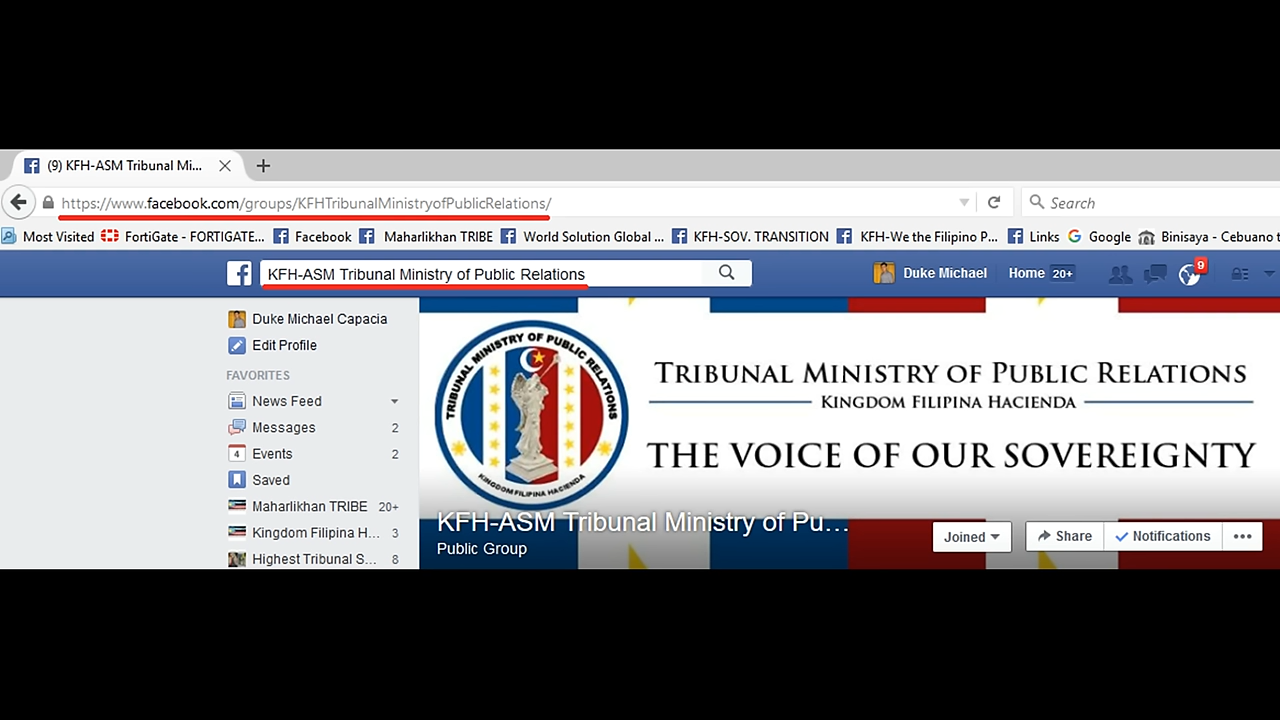 (9) KFH-ASM Tribunal Mi...
https://www.facebook.com/groups/KFHTribunalMinistryofPublicRelations/
Search
Most Visited FortiGate - FORTIGATE... Facebook Maharlikhan TRIBE World Solution Global ... KFH-SOV. TRANSITION KFH-We the Filipino P... Links Google Binisaya - Cebuano t
KFH-ASM Tribunal Ministry of Public Relations
Duke Michael Home 20+ 9
Duke Michael Capacia
Edit Profile
FAVORITES
News Feed
Messages 2
4 Events 2
Saved
Maharlikhan TRIBE 20+
Kingdom Filipina H... 3
Highest Tribunal S... 8
TRIBUNAL MINISTRY OF PUBLIC RELATIONS
KINGDOM FILIPINA HACIENDA
TRIBUNAL MINISTRY OF PUBLIC RELATIONS
KINGDOM FILIPINA HACIENDA
THE VOICE OF OUR SOVEREIGNTY
KFH-ASM Tribunal Ministry of Pu...
Public Group
Joined Share Notifications